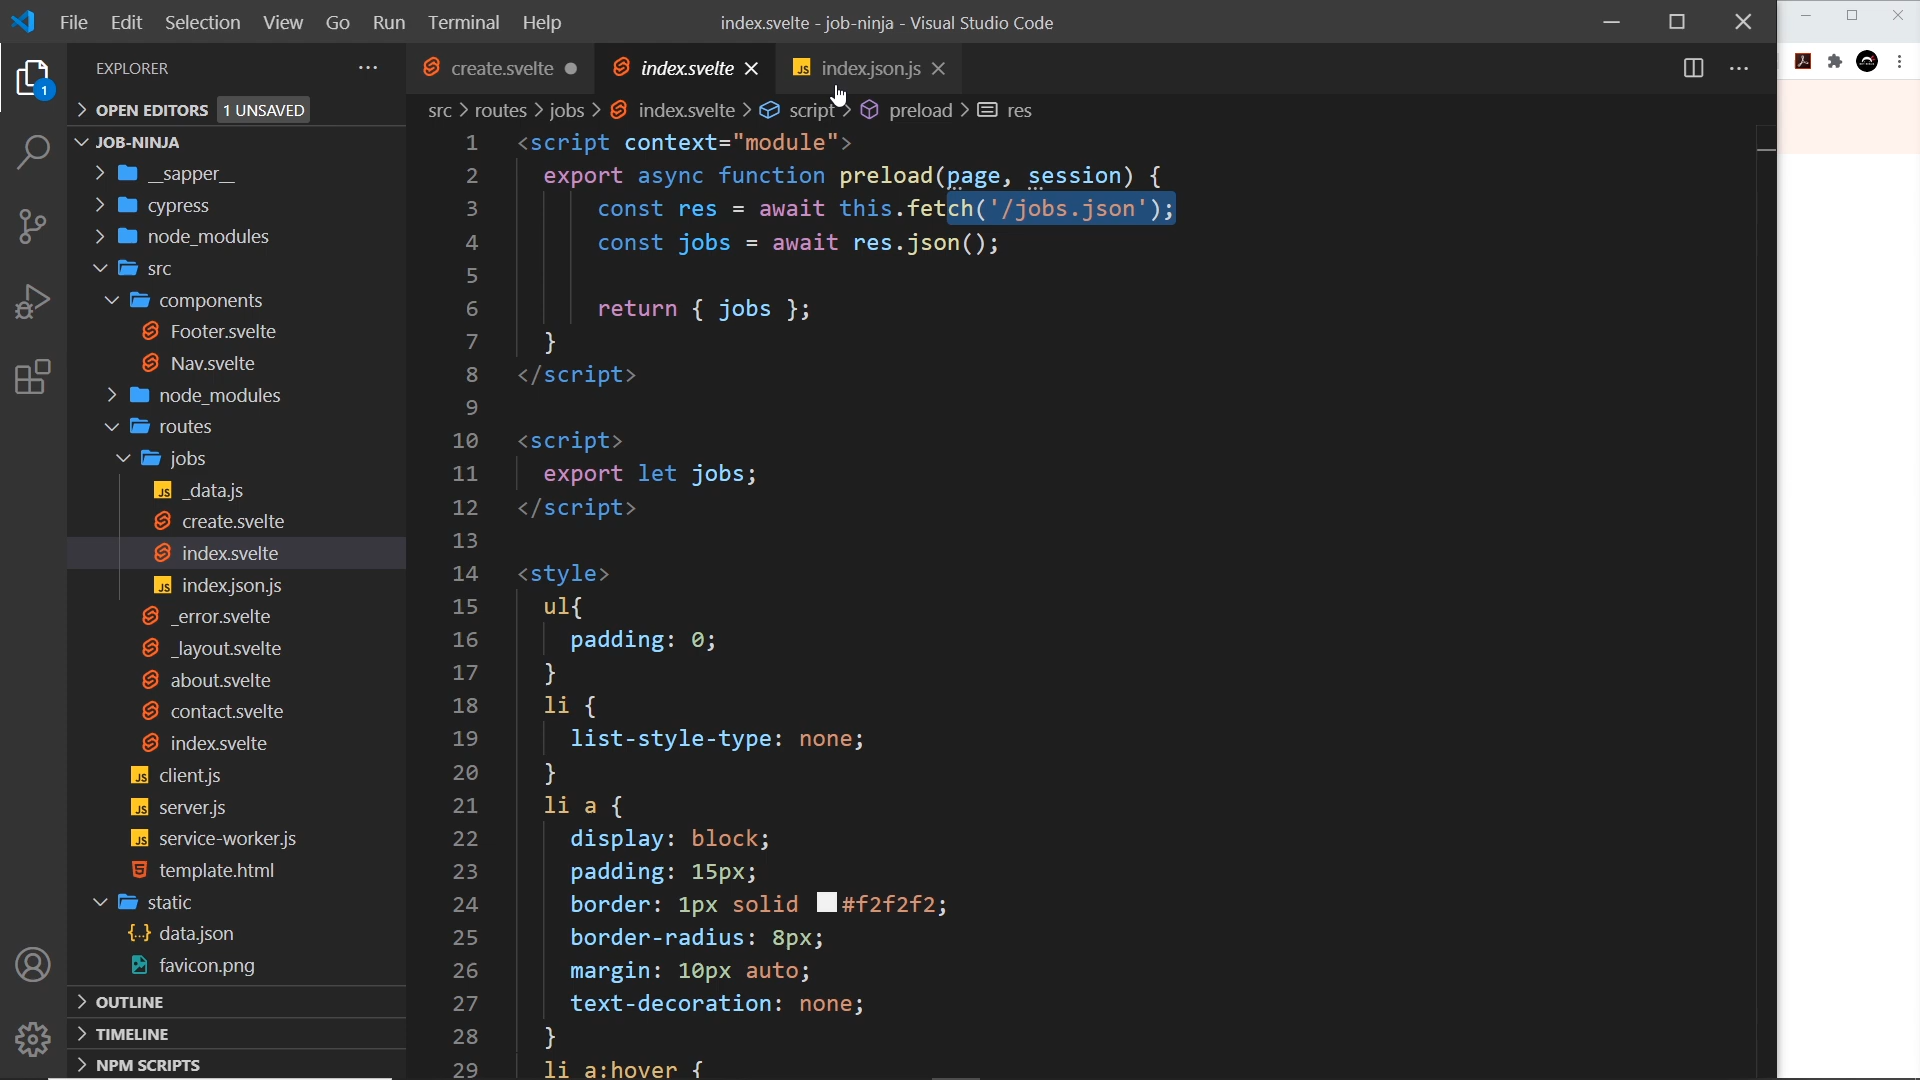 File Edit Selection View Go Run Terminal Help
index.svelte - job-ninja - Visual Studio Code
EXPLORER
create.svelte
index.svelte
JS index.json.js
1
OPEN EDITORS 1 UNSAVED
src > routes > jobs > index.svelte > script > preload > res
JOB-NINJA
__sapper__
cypress
node_modules
src
components
Footer.svelte
Nav.svelte
node_modules
routes
jobs
JS _data.js
create.svelte
index.svelte
JS index.json.js
_error.svelte
_layout.svelte
about.svelte
contact.svelte
index.svelte
JS client.js
JS server.js
JS service-worker.js
5 template.html
static
{..} data.json
favicon.png
OUTLINE
TIMELINE
NPM SCRIPTS
1 <script context="module">
2 export async function preload(page, session) {
3 const res = await this.fetch('/jobs.json');
4 const jobs = await res.json();
5
6 return { jobs };
7 }
8 </script>
9
10 <script>
11 export let jobs;
12 </script>
13
14 <style>
15 ul{
16 padding: 0;
17 }
18 li {
19 list-style-type: none;
20 }
21 li a {
22 display: block;
23 padding: 15px;
24 border: 1px solid #f2f2f2;
25 border-radius: 8px;
26 margin: 10px auto;
27 text-decoration: none;
28 }
29 li a:hover {